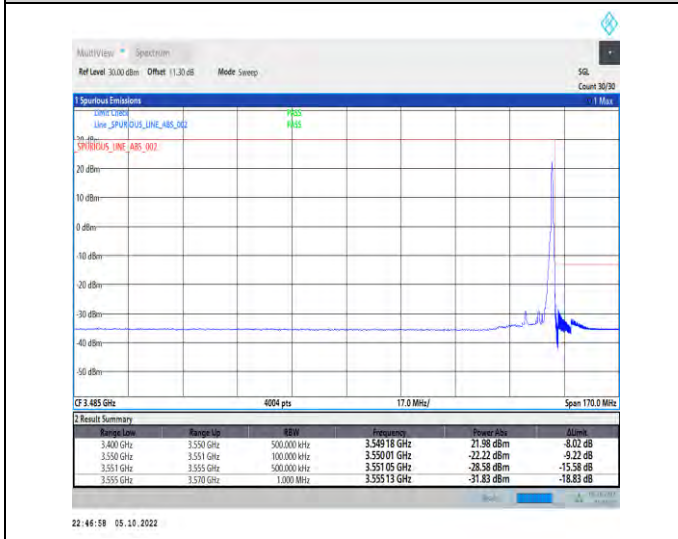 MultiView Spectrum
Ref Level 30.00 dBm Offset 11.30 dB Mode Sweep SGL
Count 30/30
1 Spurious Emissions 1 Max
Limit Check PASS
Line _SPURIOUS_LINE_ABS_002 PASS
30 dBm
_SPURIOUS_LINE_ABS_002
20 dBm
10 dBm
0 dBm
-10 dBm
-20 dBm
-30 dBm
-40 dBm
-50 dBm
CF 3.485 GHz 4004 pts 17.0 MHz/ Span 170.0 MHz
2 Result Summary
Range Low Range Up RBW Frequency Power Abs ΔLimit
3.400 GHz 3.550 GHz 500.000 kHz 3.549 18 GHz 21.98 dBm -8.02 dB
3.550 GHz 3.551 GHz 100.000 kHz 3.550 01 GHz -22.22 dBm -9.22 dB
3.551 GHz 3.555 GHz 500.000 kHz 3.551 05 GHz -28.58 dBm -15.58 dB
3.555 GHz 3.570 GHz 1.000 MHz 3.555 13 GHz -31.83 dBm -18.83 dB
22:46:58 05.10.2022